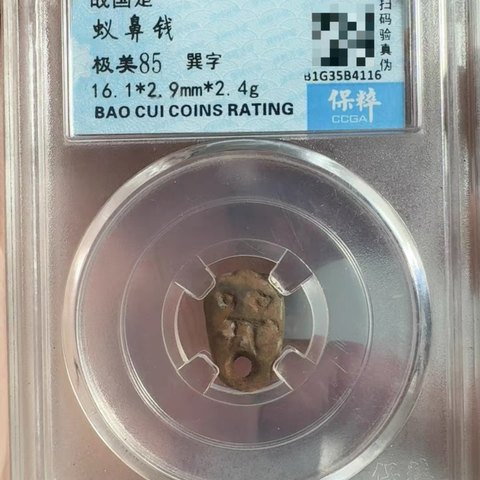 战国楚
蚁鼻钱
极美85 巽字
16.1*2.9mm*2.4g
BAO CUI COINS RATING
扫码验真伪
B1G35B4116
保粹
CCGA